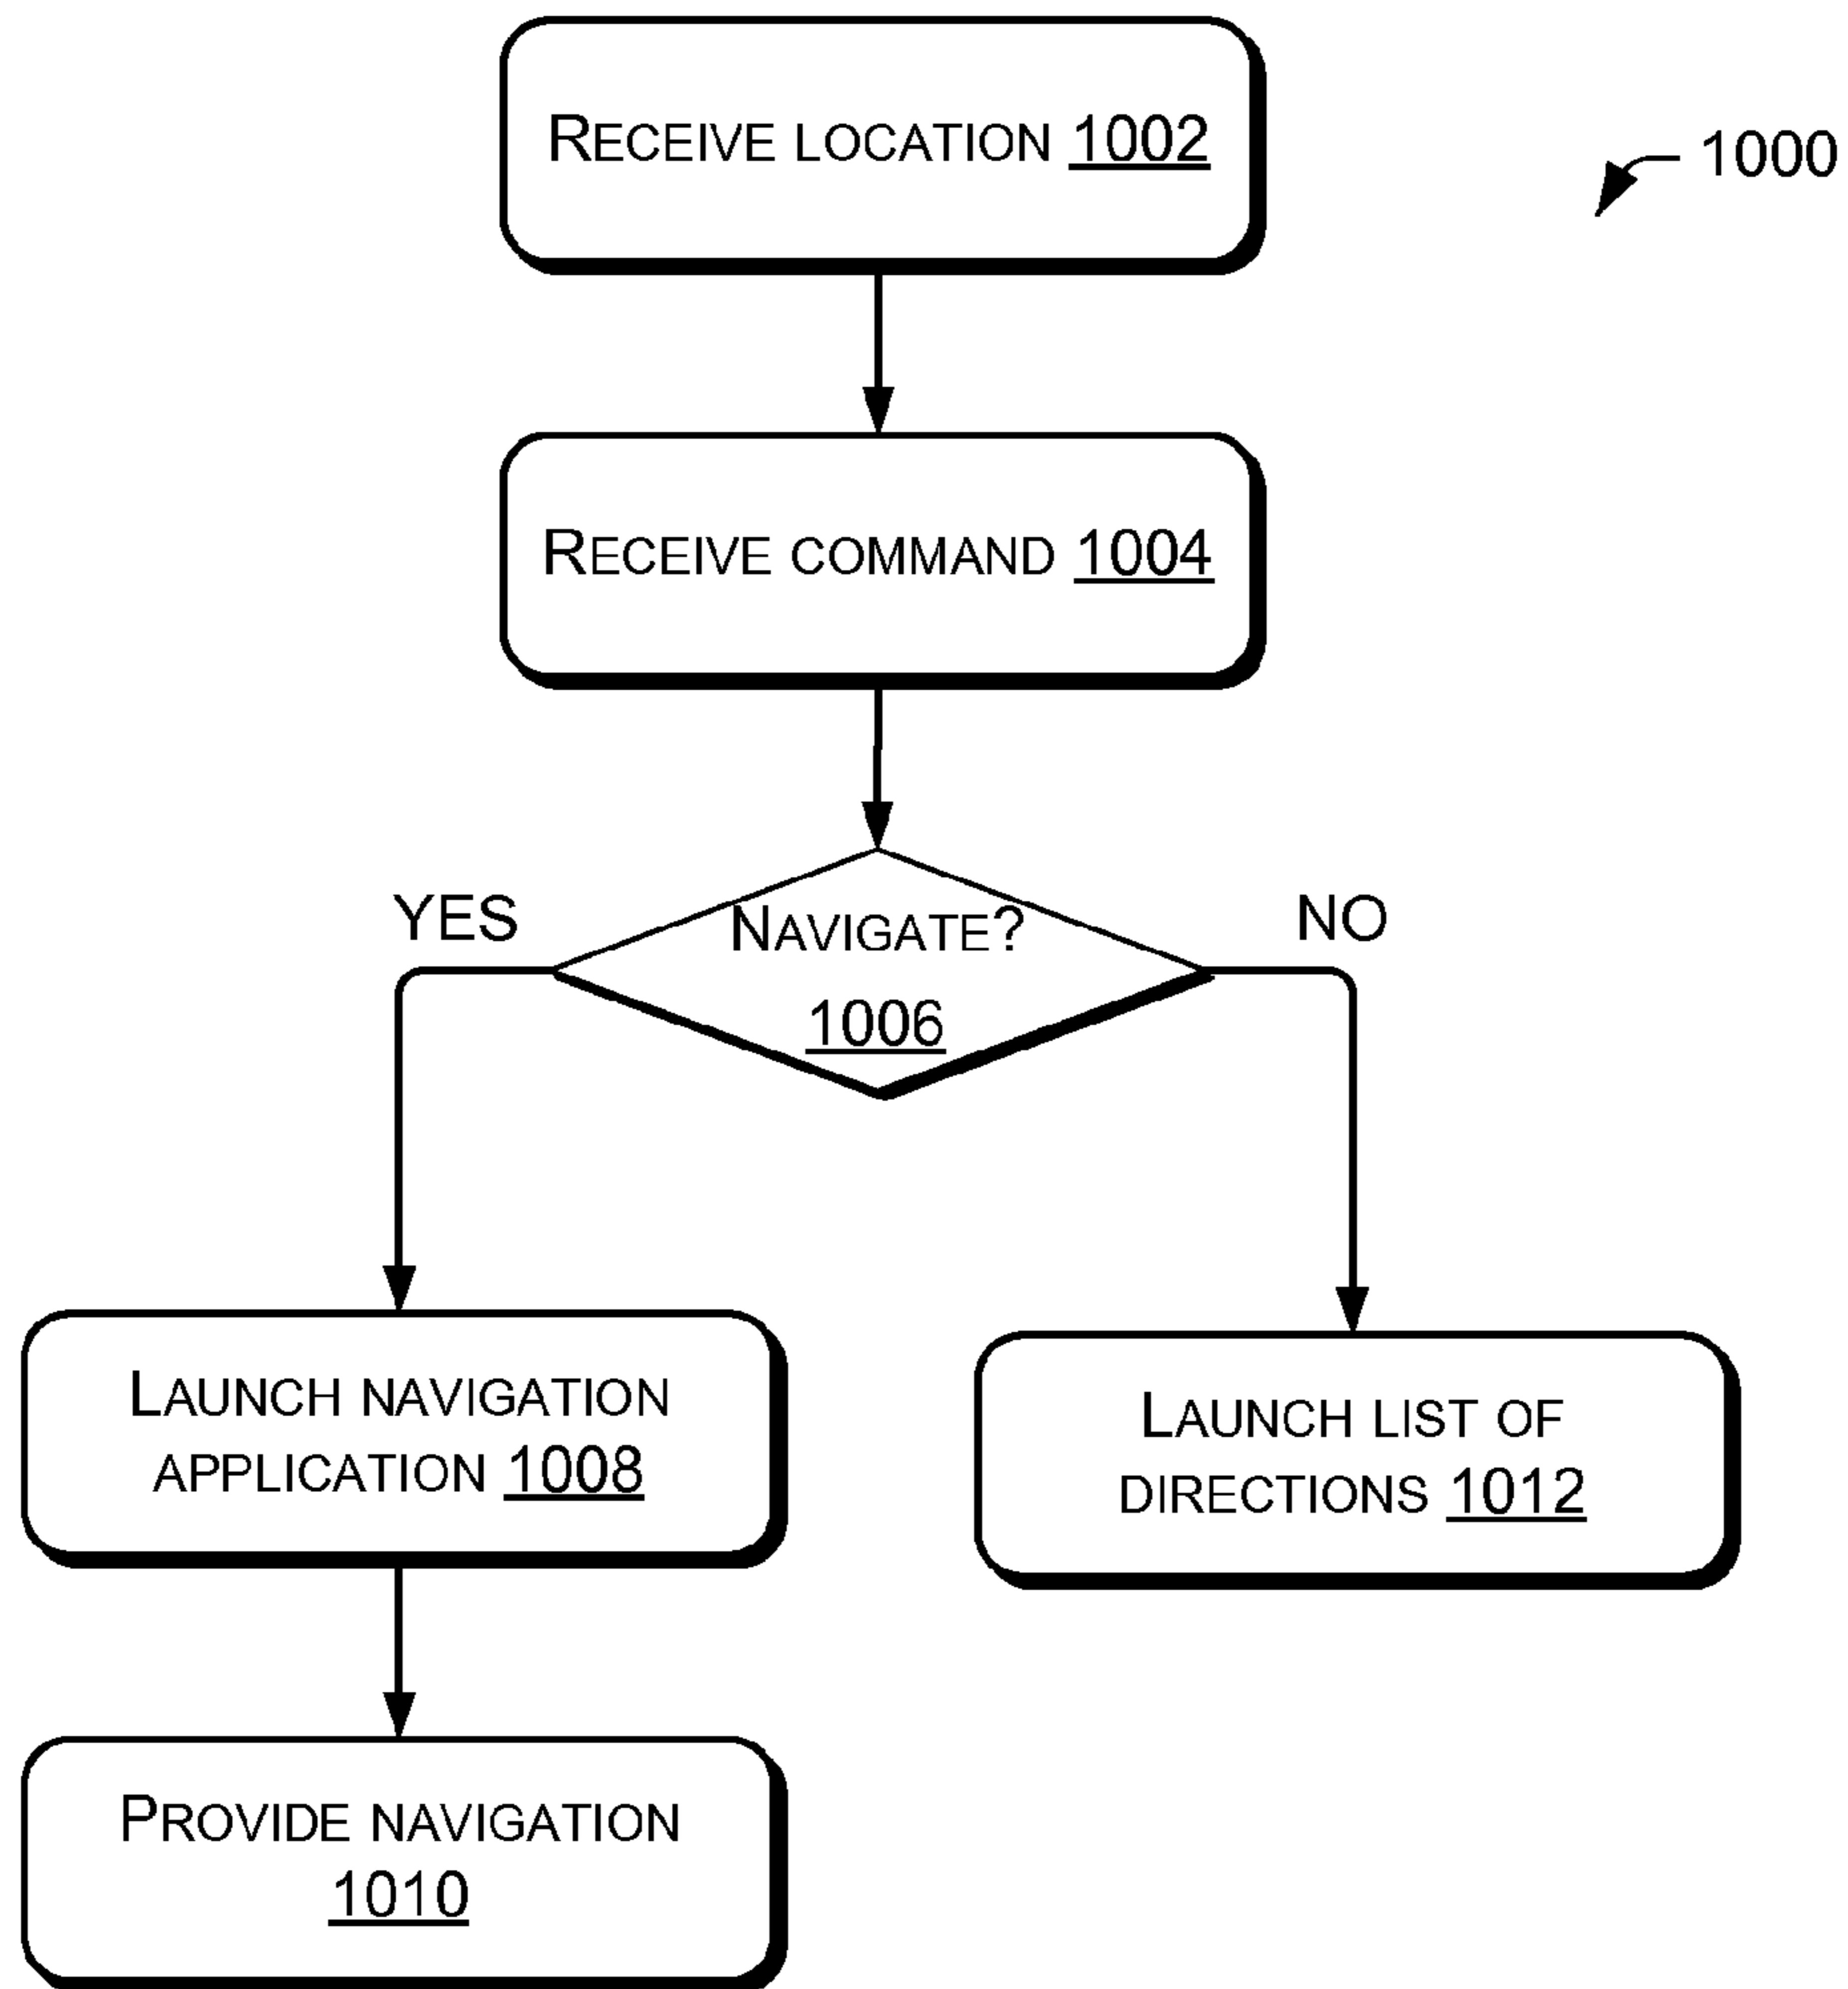 RECEIVE LOCATION 1002
1000
RECEIVE COMMAND 1004
YES
NAVIGATE?
NO
1006
LAUNCH NAVIGATION
APPLICATION 1008
LAUNCH LIST OF
DIRECTIONS 1012
PROVIDE NAVIGATION
1010